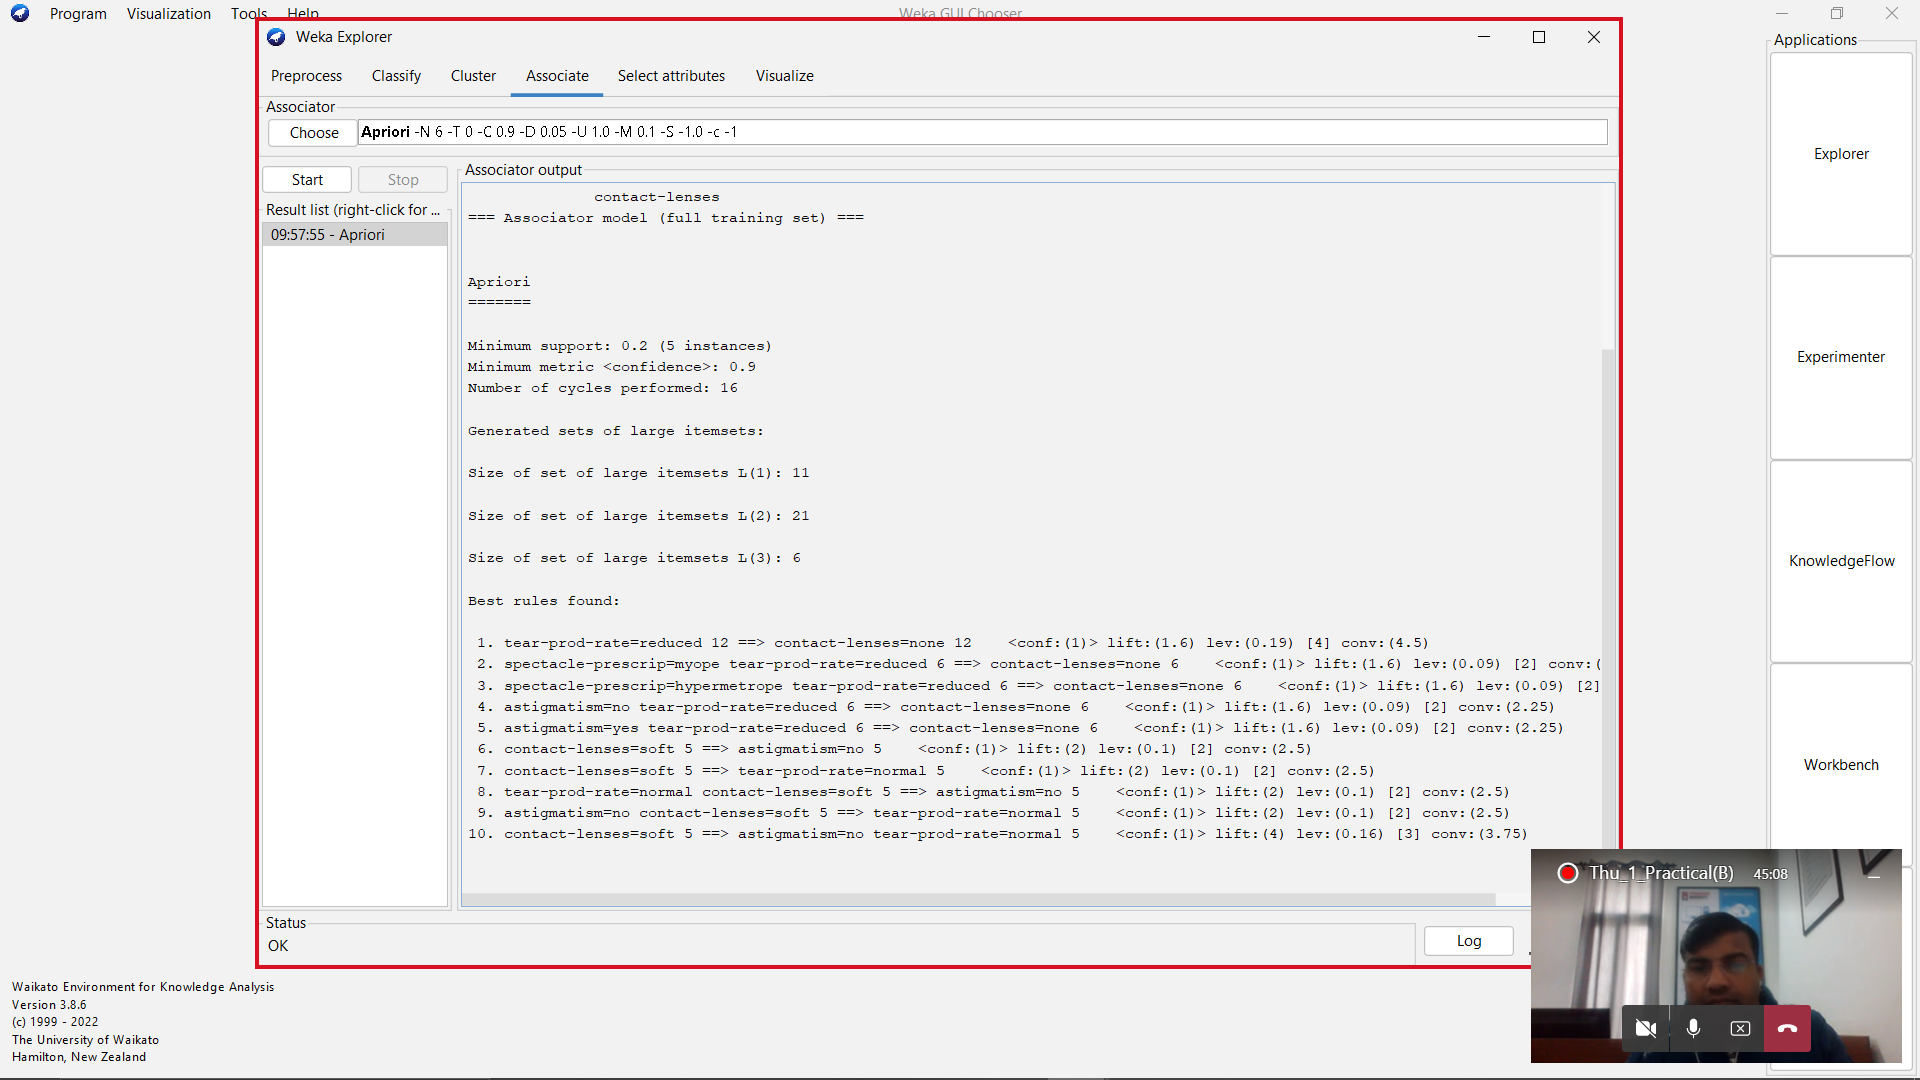 Program Visualization Tools Help
Weka GUI Chooser
Weka Explorer
Preprocess Classify Cluster Associate Select attributes Visualize
Associator
Choose Apriori -N 6 -T 0 -C 0.9 -D 0.05 -U 1.0 -M 0.1 -S -1.0 -c -1
Start Stop
Result list (right-click for ...
09:57:55 - Apriori
Associator output
contact-lenses
=== Associator model (full training set) ===
Apriori
=======
Minimum support: 0.2 (5 instances)
Minimum metric <confidence>: 0.9
Number of cycles performed: 16
Generated sets of large itemsets:
Size of set of large itemsets L(1): 11
Size of set of large itemsets L(2): 21
Size of set of large itemsets L(3): 6
Best rules found:
1. tear-prod-rate=reduced 12 ==> contact-lenses=none 12 <conf:(1)> lift:(1.6) lev:(0.19) [4] conv:(4.5)
2. spectacle-prescrip=myope tear-prod-rate=reduced 6 ==> contact-lenses=none 6 <conf:(1)> lift:(1.6) lev:(0.09) [2] conv:(
3. spectacle-prescrip=hypermetrope tear-prod-rate=reduced 6 ==> contact-lenses=none 6 <conf:(1)> lift:(1.6) lev:(0.09) [2]
4. astigmatism=no tear-prod-rate=reduced 6 ==> contact-lenses=none 6 <conf:(1)> lift:(1.6) lev:(0.09) [2] conv:(2.25)
5. astigmatism=yes tear-prod-rate=reduced 6 ==> contact-lenses=none 6 <conf:(1)> lift:(1.6) lev:(0.09) [2] conv:(2.25)
6. contact-lenses=soft 5 ==> astigmatism=no 5 <conf:(1)> lift:(2) lev:(0.1) [2] conv:(2.5)
7. contact-lenses=soft 5 ==> tear-prod-rate=normal 5 <conf:(1)> lift:(2) lev:(0.1) [2] conv:(2.5)
8. tear-prod-rate=normal contact-lenses=soft 5 ==> astigmatism=no 5 <conf:(1)> lift:(2) lev:(0.1) [2] conv:(2.5)
9. astigmatism=no contact-lenses=soft 5 ==> tear-prod-rate=normal 5 <conf:(1)> lift:(2) lev:(0.1) [2] conv:(2.5)
10. contact-lenses=soft 5 ==> astigmatism=no tear-prod-rate=normal 5 <conf:(1)> lift:(4) lev:(0.16) [3] conv:(3.75)
Status
OK
Log
Applications
Explorer
Experimenter
KnowledgeFlow
Workbench
Thu_1_Practical(B) 45:08
Waikato Environment for Knowledge Analysis
Version 3.8.6
(c) 1999 - 2022
The University of Waikato
Hamilton, New Zealand